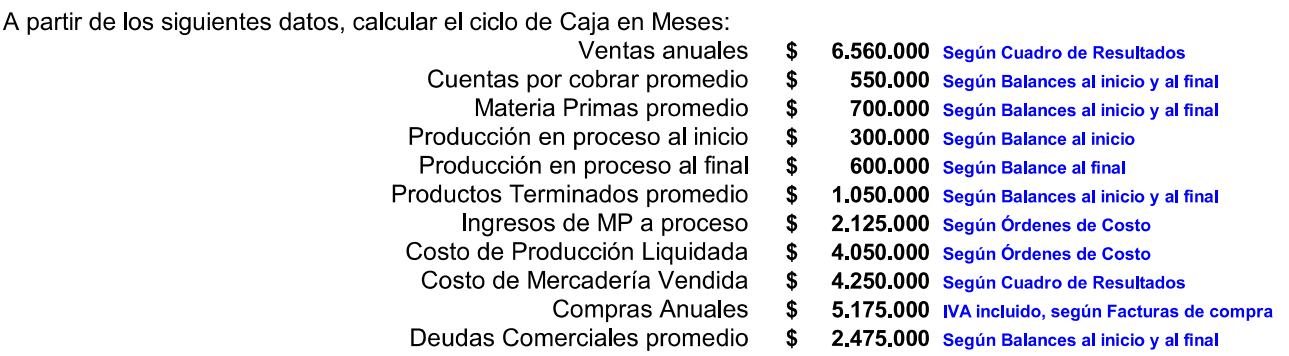 A partir de los siguientes datos, calcular el ciclo de Caja en Meses:
Ventas anuales $ 6.560.000 Según Cuadro de Resultados
Cuentas por cobrar promedio $ 550.000 Según Balances al inicio y al final
Materia Primas promedio $ 700.000 Según Balances al inicio y al final
Producción en proceso al inicio $ 300.000 Según Balance al inicio
Producción en proceso al final $ 600.000 Según Balance al final
Productos Terminados promedio $ 1.050.000 Según Balances al inicio y al final
Ingresos de MP a proceso $ 2.125.000 Según Órdenes de Costo
Costo de Producción Liquidada $ 4.050.000 Según Órdenes de Costo
Costo de Mercadería Vendida $ 4.250.000 Según Cuadro de Resultados
Compras Anuales $ 5.175.000 IVA incluido, según Facturas de compra
Deudas Comerciales promedio $ 2.475.000 Según Balances al inicio y al final